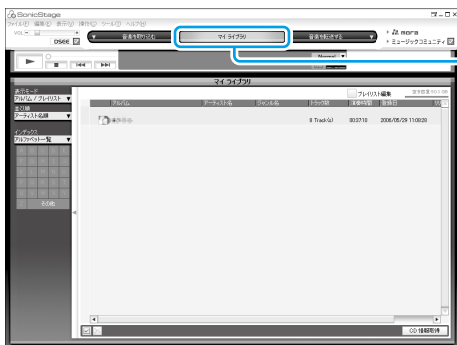 SonicStage
ファイル(F) 編集(E) 表示(V) 操作(C) ツール(T) ヘルプ(H)
VOL
DSEE
音楽を取り込む
マイ ライブラリ
音楽を転送する
mora
ミュージックコミュニティ
Normal
マイ ライブラリ
表示モード
アルバム / プレイリスト
並び順
アーティスト名順
インデックス
アルファベット一覧
その他
プレイリスト編集
アルバム
アーティスト名
ジャンル名
トラック数
演奏時間
登録日
8 Track(s)
00:37:10
2006/05/29 11:08:28
CD 情報取得